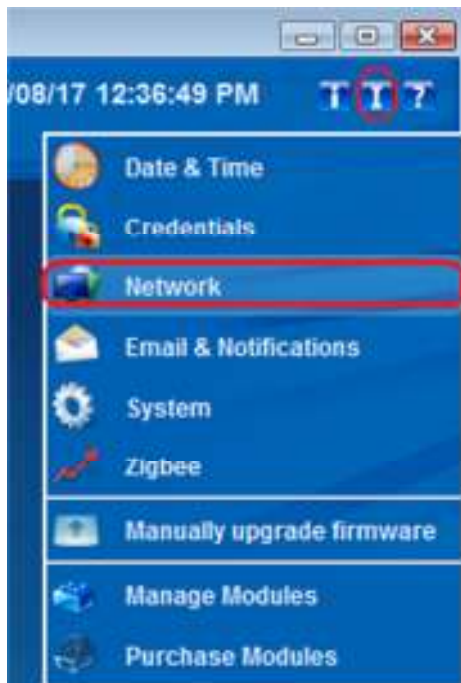 /08/17 12:36:49 PM
Date & Time
Credentials
Network
Email & Notifications
System
Zigbee
Manually upgrade firmware
Manage Modules
Purchase Modules